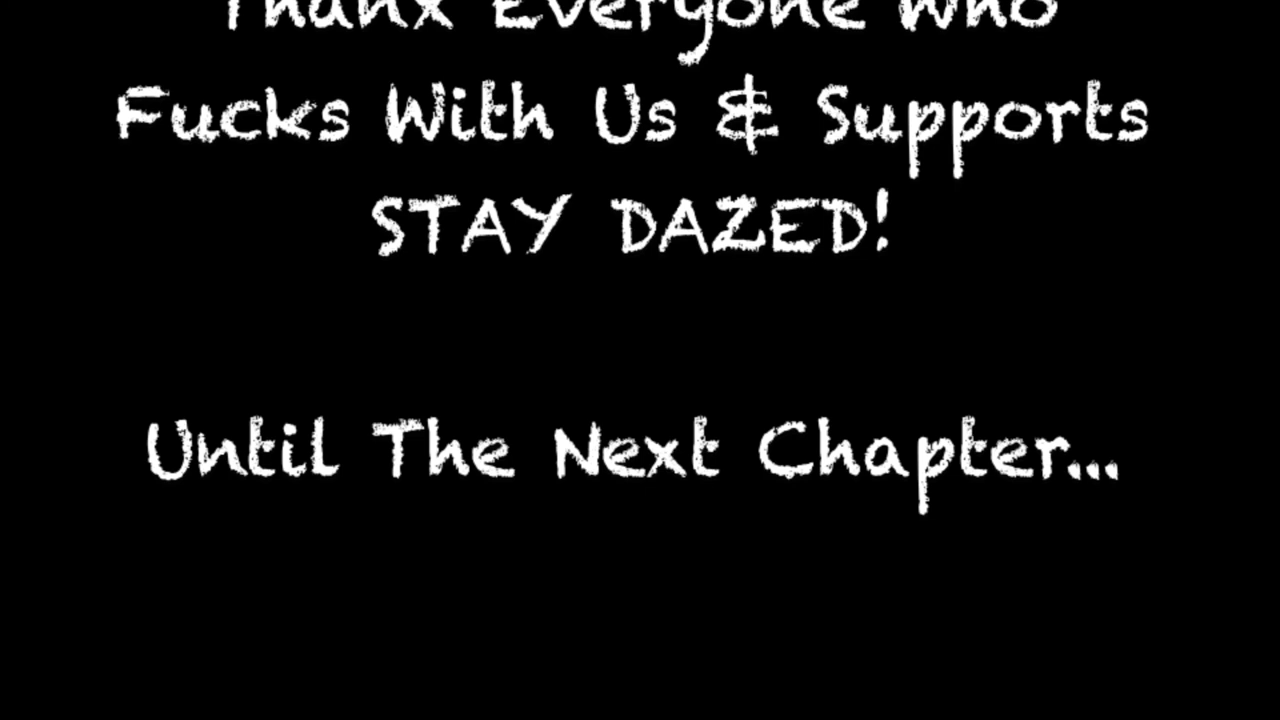 Thanx Everyone Who
Fucks With Us & Supports
STAY DAZED!
Until The Next Chapter...